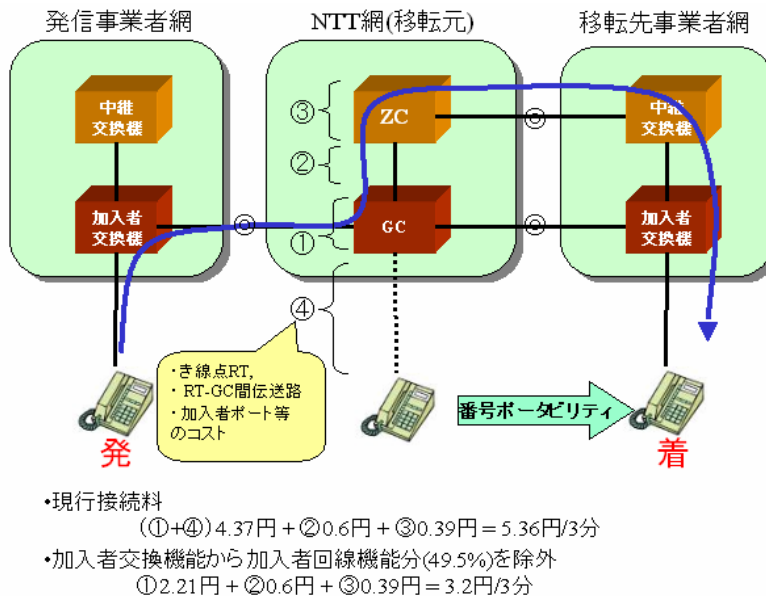 発信事業者網
NTT網(移転元)
移転先事業者網
中継
交換機
③
ZC
◎
中継
交換機
②
加入者
交換機
◎
①
GC
◎
加入者
交換機
④
・き線点RT,
・RT-GC間伝送路
・加入者ポート等
のコスト
番号ポータビリティ
発
着
•現行接続料
(①+④)4.37円+②0.6円+③0.39円=5.36円/3分
•加入者交換機能から加入者回線機能分(49.5%)を除外
①2.21円+②0.6円+③0.39円=3.2円/3分